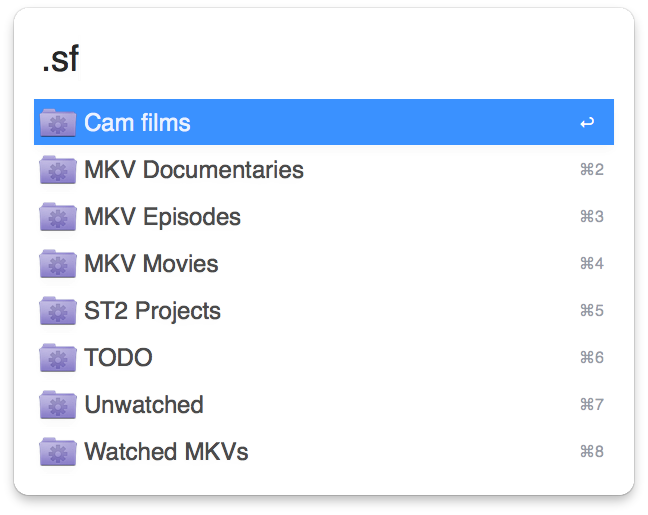 .sf
Cam films ↩
MKV Documentaries ⌘2
MKV Episodes ⌘3
MKV Movies ⌘4
ST2 Projects ⌘5
TODO ⌘6
Unwatched ⌘7
Watched MKVs ⌘8